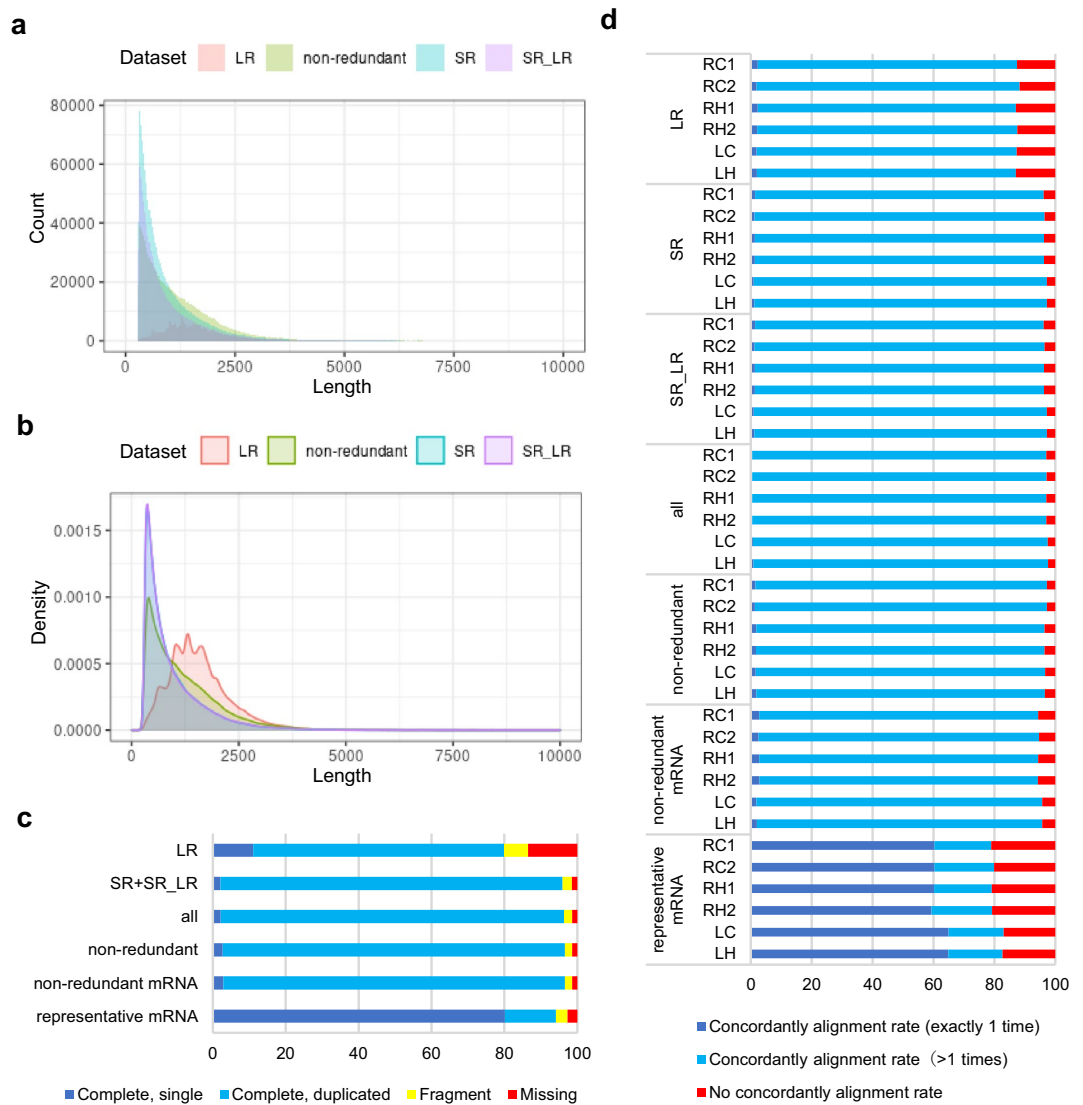 a
Dataset LR non-redundant SR SR_LR
80000
60000
40000
20000
0
Count
0 2500 5000 7500 10000
Length
b
Dataset LR non-redundant SR SR_LR
0.0015
0.0010
0.0005
0.0000
Density
0 2500 5000 7500 10000
Length
c
LR
SR+SR_LR
all
non-redundant
non-redundant mRNA
representative mRNA
0 20 40 60 80 100
Complete, single Complete, duplicated Fragment Missing
d
LR
RC1
RC2
RH1
RH2
LC
LH
SR
RC1
RC2
RH1
RH2
LC
LH
SR_LR
RC1
RC2
RH1
RH2
LC
LH
all
RC1
RC2
RH1
RH2
LC
LH
non-redundant
RC1
RC2
RH1
RH2
LC
LH
non-redundant
mRNA
RC1
RC2
RH1
RH2
LC
LH
representative
mRNA
RC1
RC2
RH1
RH2
LC
LH
0 20 40 60 80 100
Concordantly alignment rate (exactly 1 time)
Concordantly alignment rate（>1 times)
No concordantly alignment rate